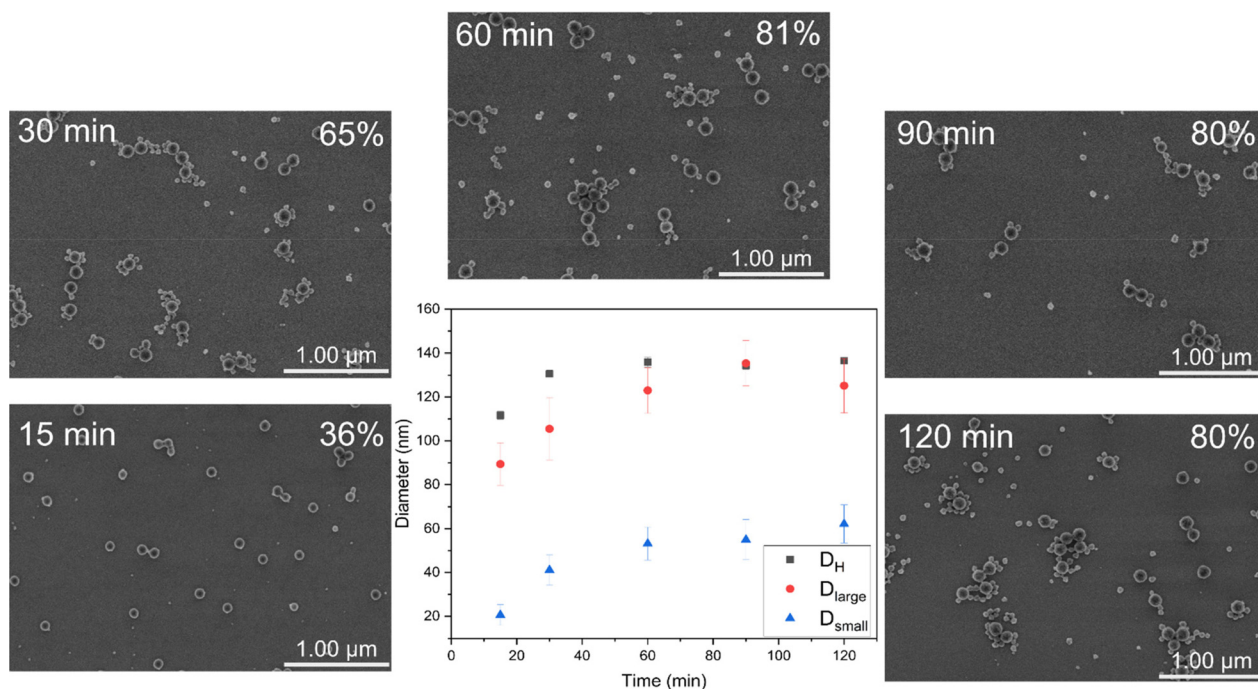 60 min 81%
1.00 µm
30 min 65%
1.00 µm
90 min 80%
1.00 µm
15 min 36%
1.00 µm
120 min 80%
1.00 µm
160
140
120
100
80
60
40
20
Diameter (nm)
D_H
D_large
D_small
0 20 40 60 80 100 120
Time (min)